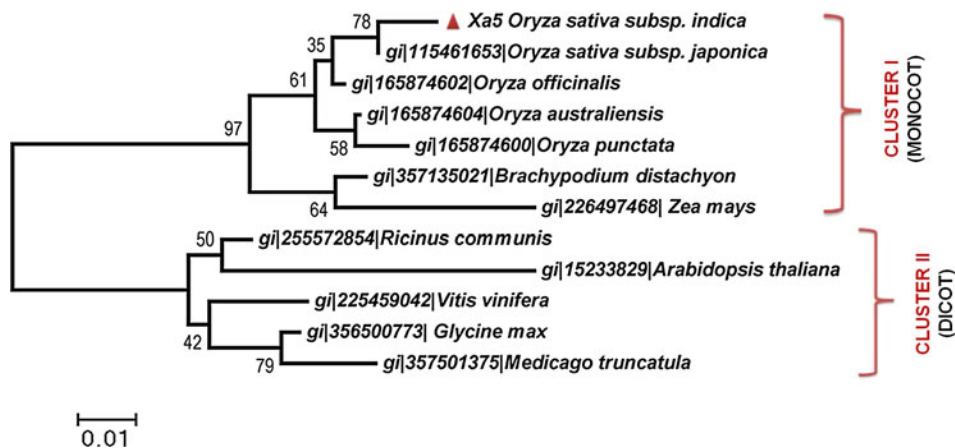 78
Xa5 Oryza sativa subsp. indica
35
gi|115461653|Oryza sativa subsp. japonica
61
gi|165874602|Oryza officinalis
gi|165874604|Oryza australiensis
97
58
gi|165874600|Oryza punctata
gi|357135021|Brachypodium distachyon
64
gi|226497468| Zea mays
CLUSTER I
(MONOCOT)
50
gi|255572854|Ricinus communis
gi|15233829|Arabidopsis thaliana
gi|225459042|Vitis vinifera
42
gi|356500773| Glycine max
79
gi|357501375|Medicago truncatula
CLUSTER II
(DICOT)
0.01